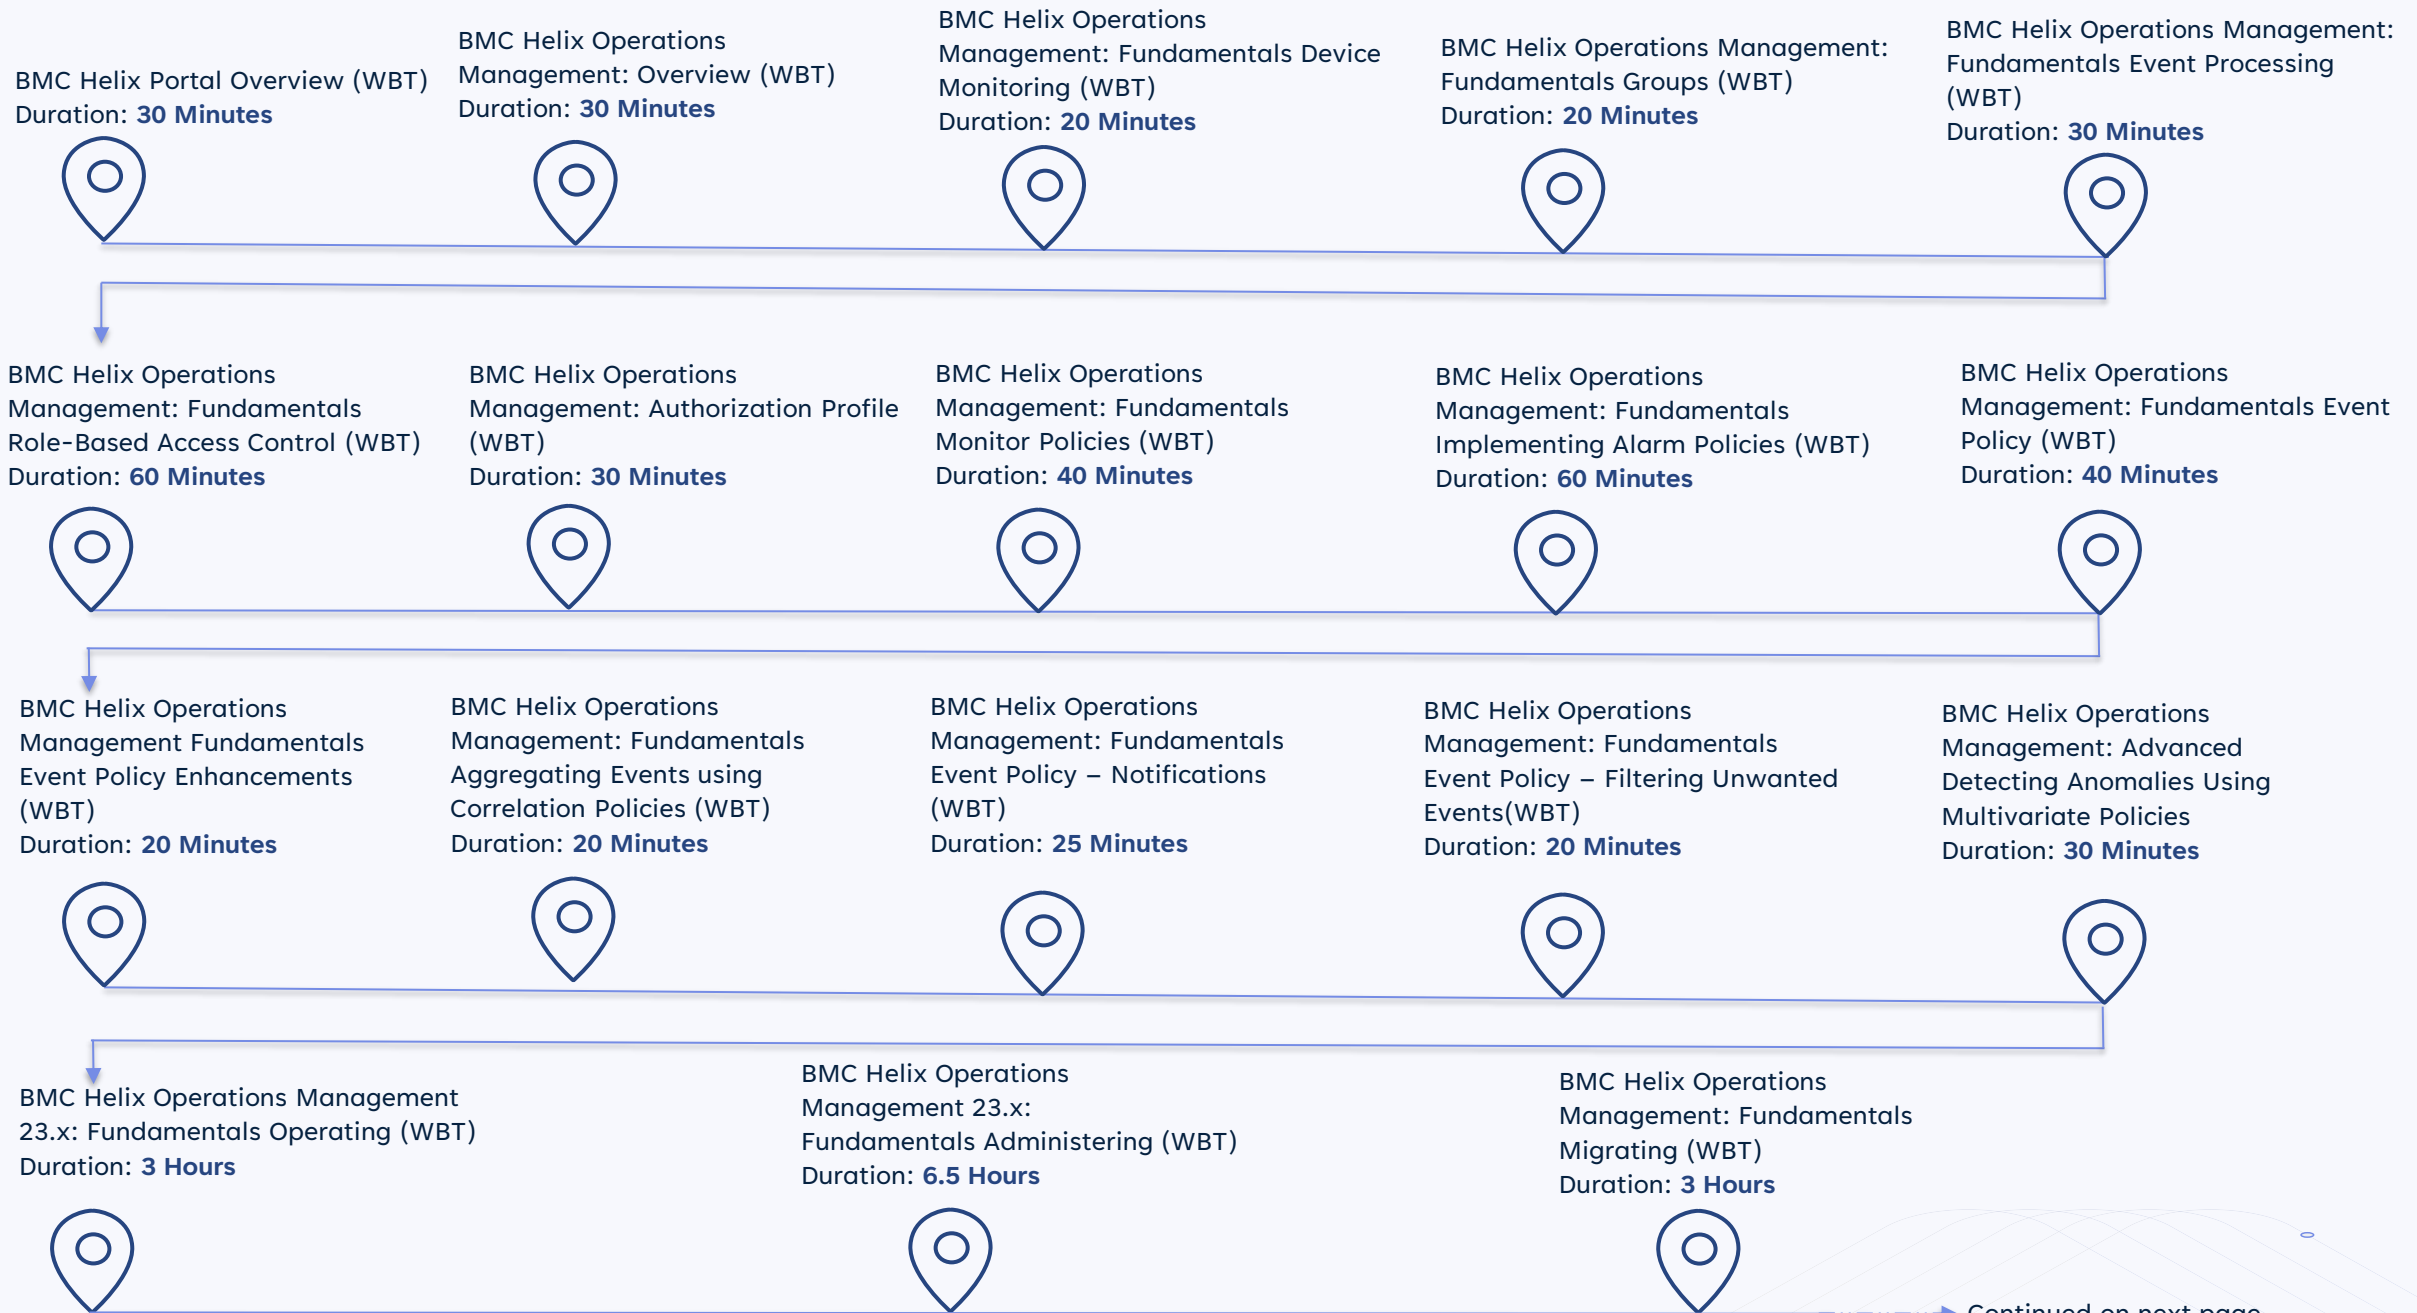 BMC Helix Portal Overview (WBT)
Duration: 30 Minutes
BMC Helix Operations
Management: Overview (WBT)
Duration: 30 Minutes
BMC Helix Operations
Management: Fundamentals Device
Monitoring (WBT)
Duration: 20 Minutes
BMC Helix Operations Management:
Fundamentals Groups (WBT)
Duration: 20 Minutes
BMC Helix Operations Management:
Fundamentals Event Processing
(WBT)
Duration: 30 Minutes
BMC Helix Operations
Management: Fundamentals
Role-Based Access Control (WBT)
Duration: 60 Minutes
BMC Helix Operations
Management: Authorization Profile
(WBT)
Duration: 30 Minutes
BMC Helix Operations
Management: Fundamentals
Monitor Policies (WBT)
Duration: 40 Minutes
BMC Helix Operations
Management: Fundamentals
Implementing Alarm Policies (WBT)
Duration: 60 Minutes
BMC Helix Operations
Management: Fundamentals Event
Policy (WBT)
Duration: 40 Minutes
BMC Helix Operations
Management Fundamentals
Event Policy Enhancements
(WBT)
Duration: 20 Minutes
BMC Helix Operations
Management: Fundamentals
Aggregating Events using
Correlation Policies (WBT)
Duration: 20 Minutes
BMC Helix Operations
Management: Fundamentals
Event Policy – Notifications
(WBT)
Duration: 25 Minutes
BMC Helix Operations
Management: Fundamentals
Event Policy – Filtering Unwanted
Events(WBT)
Duration: 20 Minutes
BMC Helix Operations
Management: Advanced
Detecting Anomalies Using
Multivariate Policies
Duration: 30 Minutes
BMC Helix Operations Management
23.x: Fundamentals Operating (WBT)
Duration: 3 Hours
BMC Helix Operations
Management 23.x:
Fundamentals Administering (WBT)
Duration: 6.5 Hours
BMC Helix Operations
Management: Fundamentals
Migrating (WBT)
Duration: 3 Hours
Continued on next page